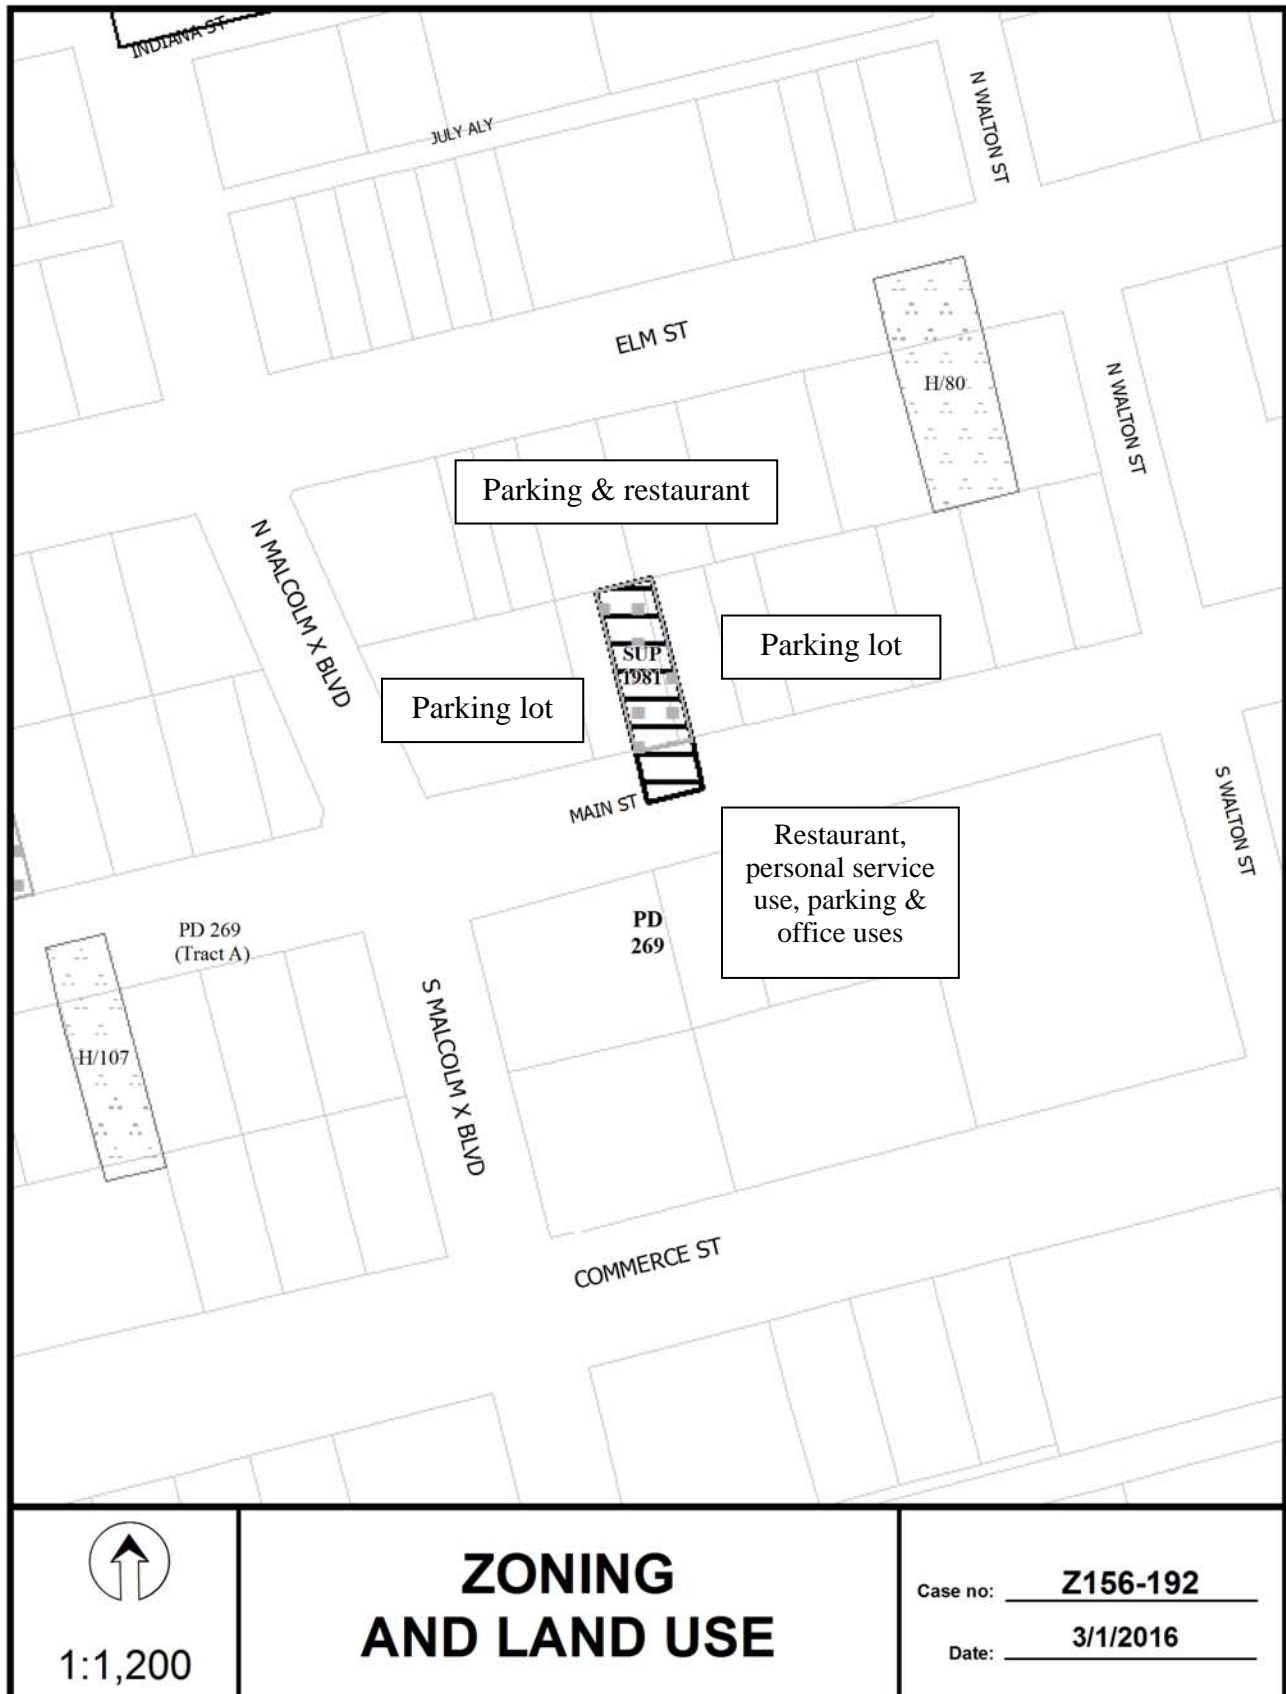 INDIANA ST
JULY ALY
N WALTON ST
ELM ST
H/80
N WALTON ST
Parking & restaurant
N MALCOLM X BLVD
SUP
1981
Parking lot
Parking lot
MAIN ST
S WALTON ST
Restaurant,
personal service
use, parking &
office uses
PD 269
(Tract A)
PD
269
S MALCOLM X BLVD
H/107
COMMERCE ST
1:1,200
ZONING
AND LAND USE
Case no: Z156-192
Date: 3/1/2016